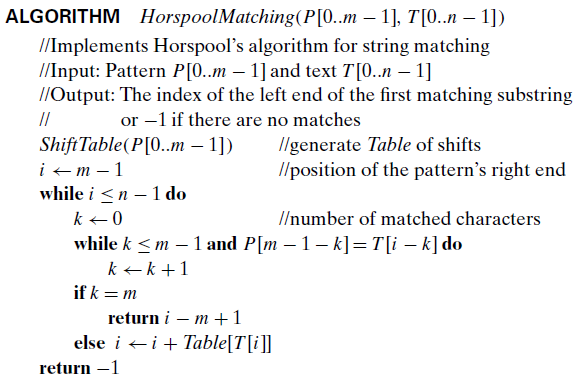 ALGORITHM HorspoolMatching(P[0..m − 1], T[0..n − 1])
//Implements Horspool's algorithm for string matching
//Input: Pattern P[0..m − 1] and text T[0..n − 1]
//Output: The index of the left end of the first matching substring
// or −1 if there are no matches
ShiftTable(P[0..m − 1]) //generate Table of shifts
i ← m − 1 //position of the pattern's right end
while i ≤ n − 1 do
k ← 0 //number of matched characters
while k ≤ m − 1 and P[m − 1 − k] = T[i − k] do
k ← k + 1
if k = m
return i − m + 1
else i ← i + Table[T[i]]
return −1